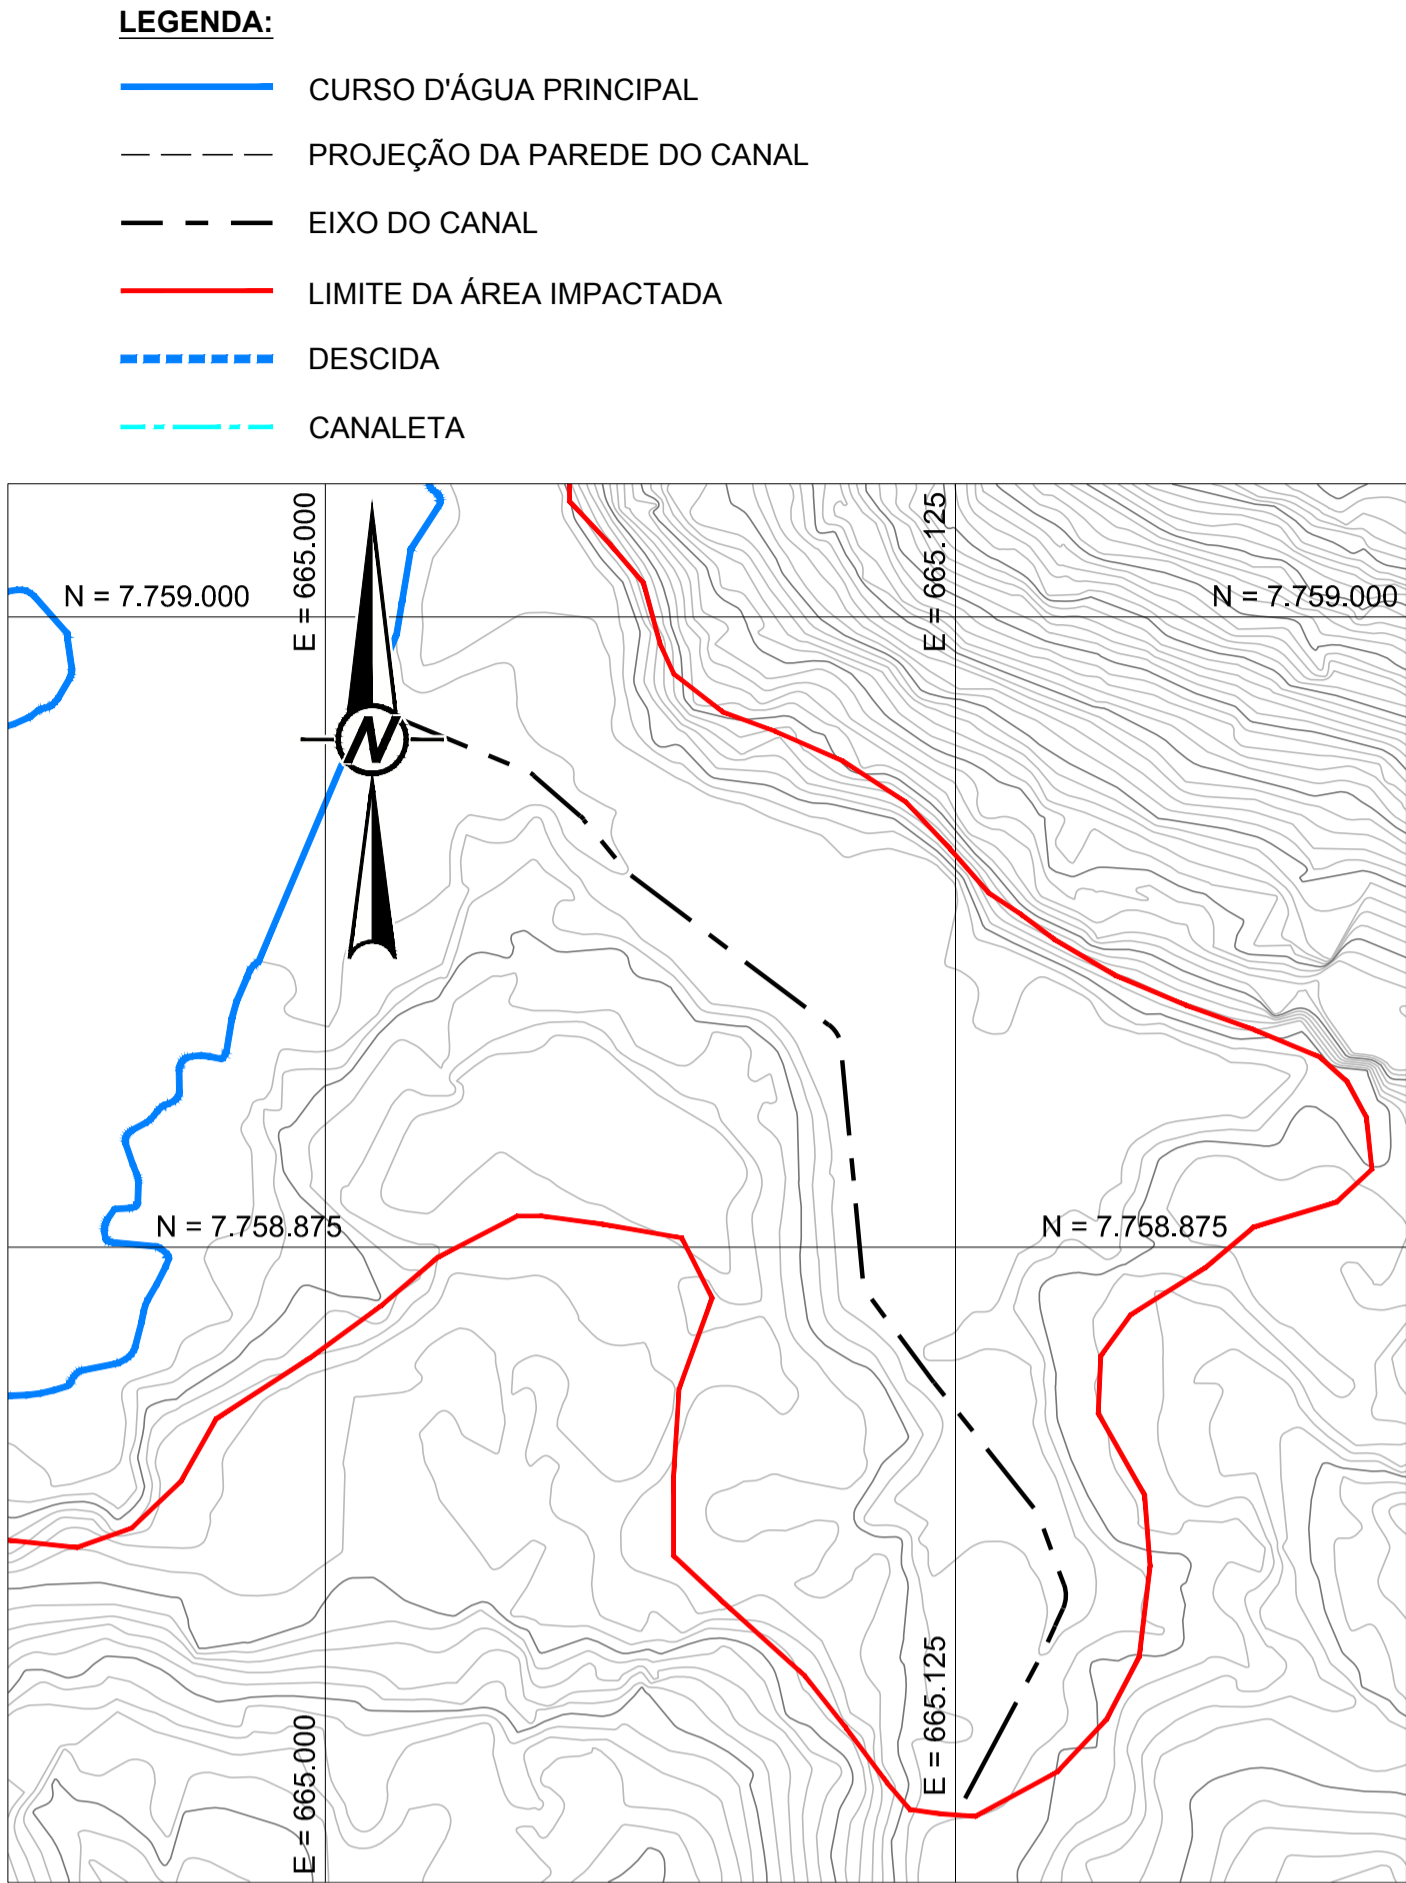 LEGENDA:
CURSO D'ÁGUA PRINCIPAL
PROJEÇÃO DA PAREDE DO CANAL
EIXO DO CANAL
LIMITE DA ÁREA IMPACTADA
DESCIDA
CANALETA
E = 665.000
E = 665.125
N = 7.759.000
N = 7.759.000
N
N = 7.758.875
N = 7.758.875
E = 665.000
E = 665.125